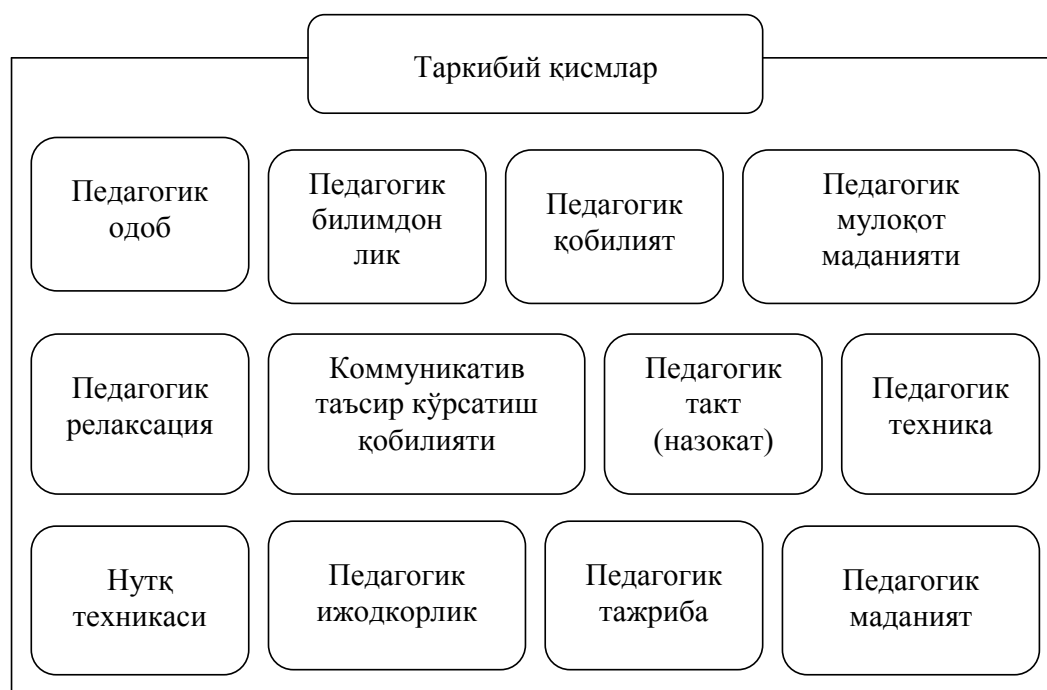 Таркибий қисмлар
Педагогик
одоб
Педагогик
билимдон
лик
Педагогик
қобилият
Педагогик
мулоқот
маданияти
Педагогик
релаксация
Коммуникатив
таъсир кўрсатиш
қобилияти
Педагогик
такт
(назокат)
Педагогик
техника
Нутқ
техникаси
Педагогик
ижодкорлик
Педагогик
тажриба
Педагогик
маданият